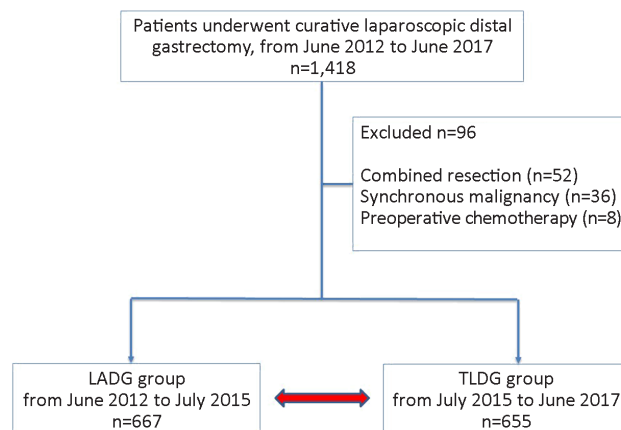 Patients underwent curative laparoscopic distal
gastrectomy, from June 2012 to June 2017
n=1,418
Excluded n=96
Combined resection (n=52)
Synchronous malignancy (n=36)
Preoperative chemotherapy (n=8)
LADG group
from June 2012 to July 2015
n=667
TLDG group
from July 2015 to June 2017
n=655